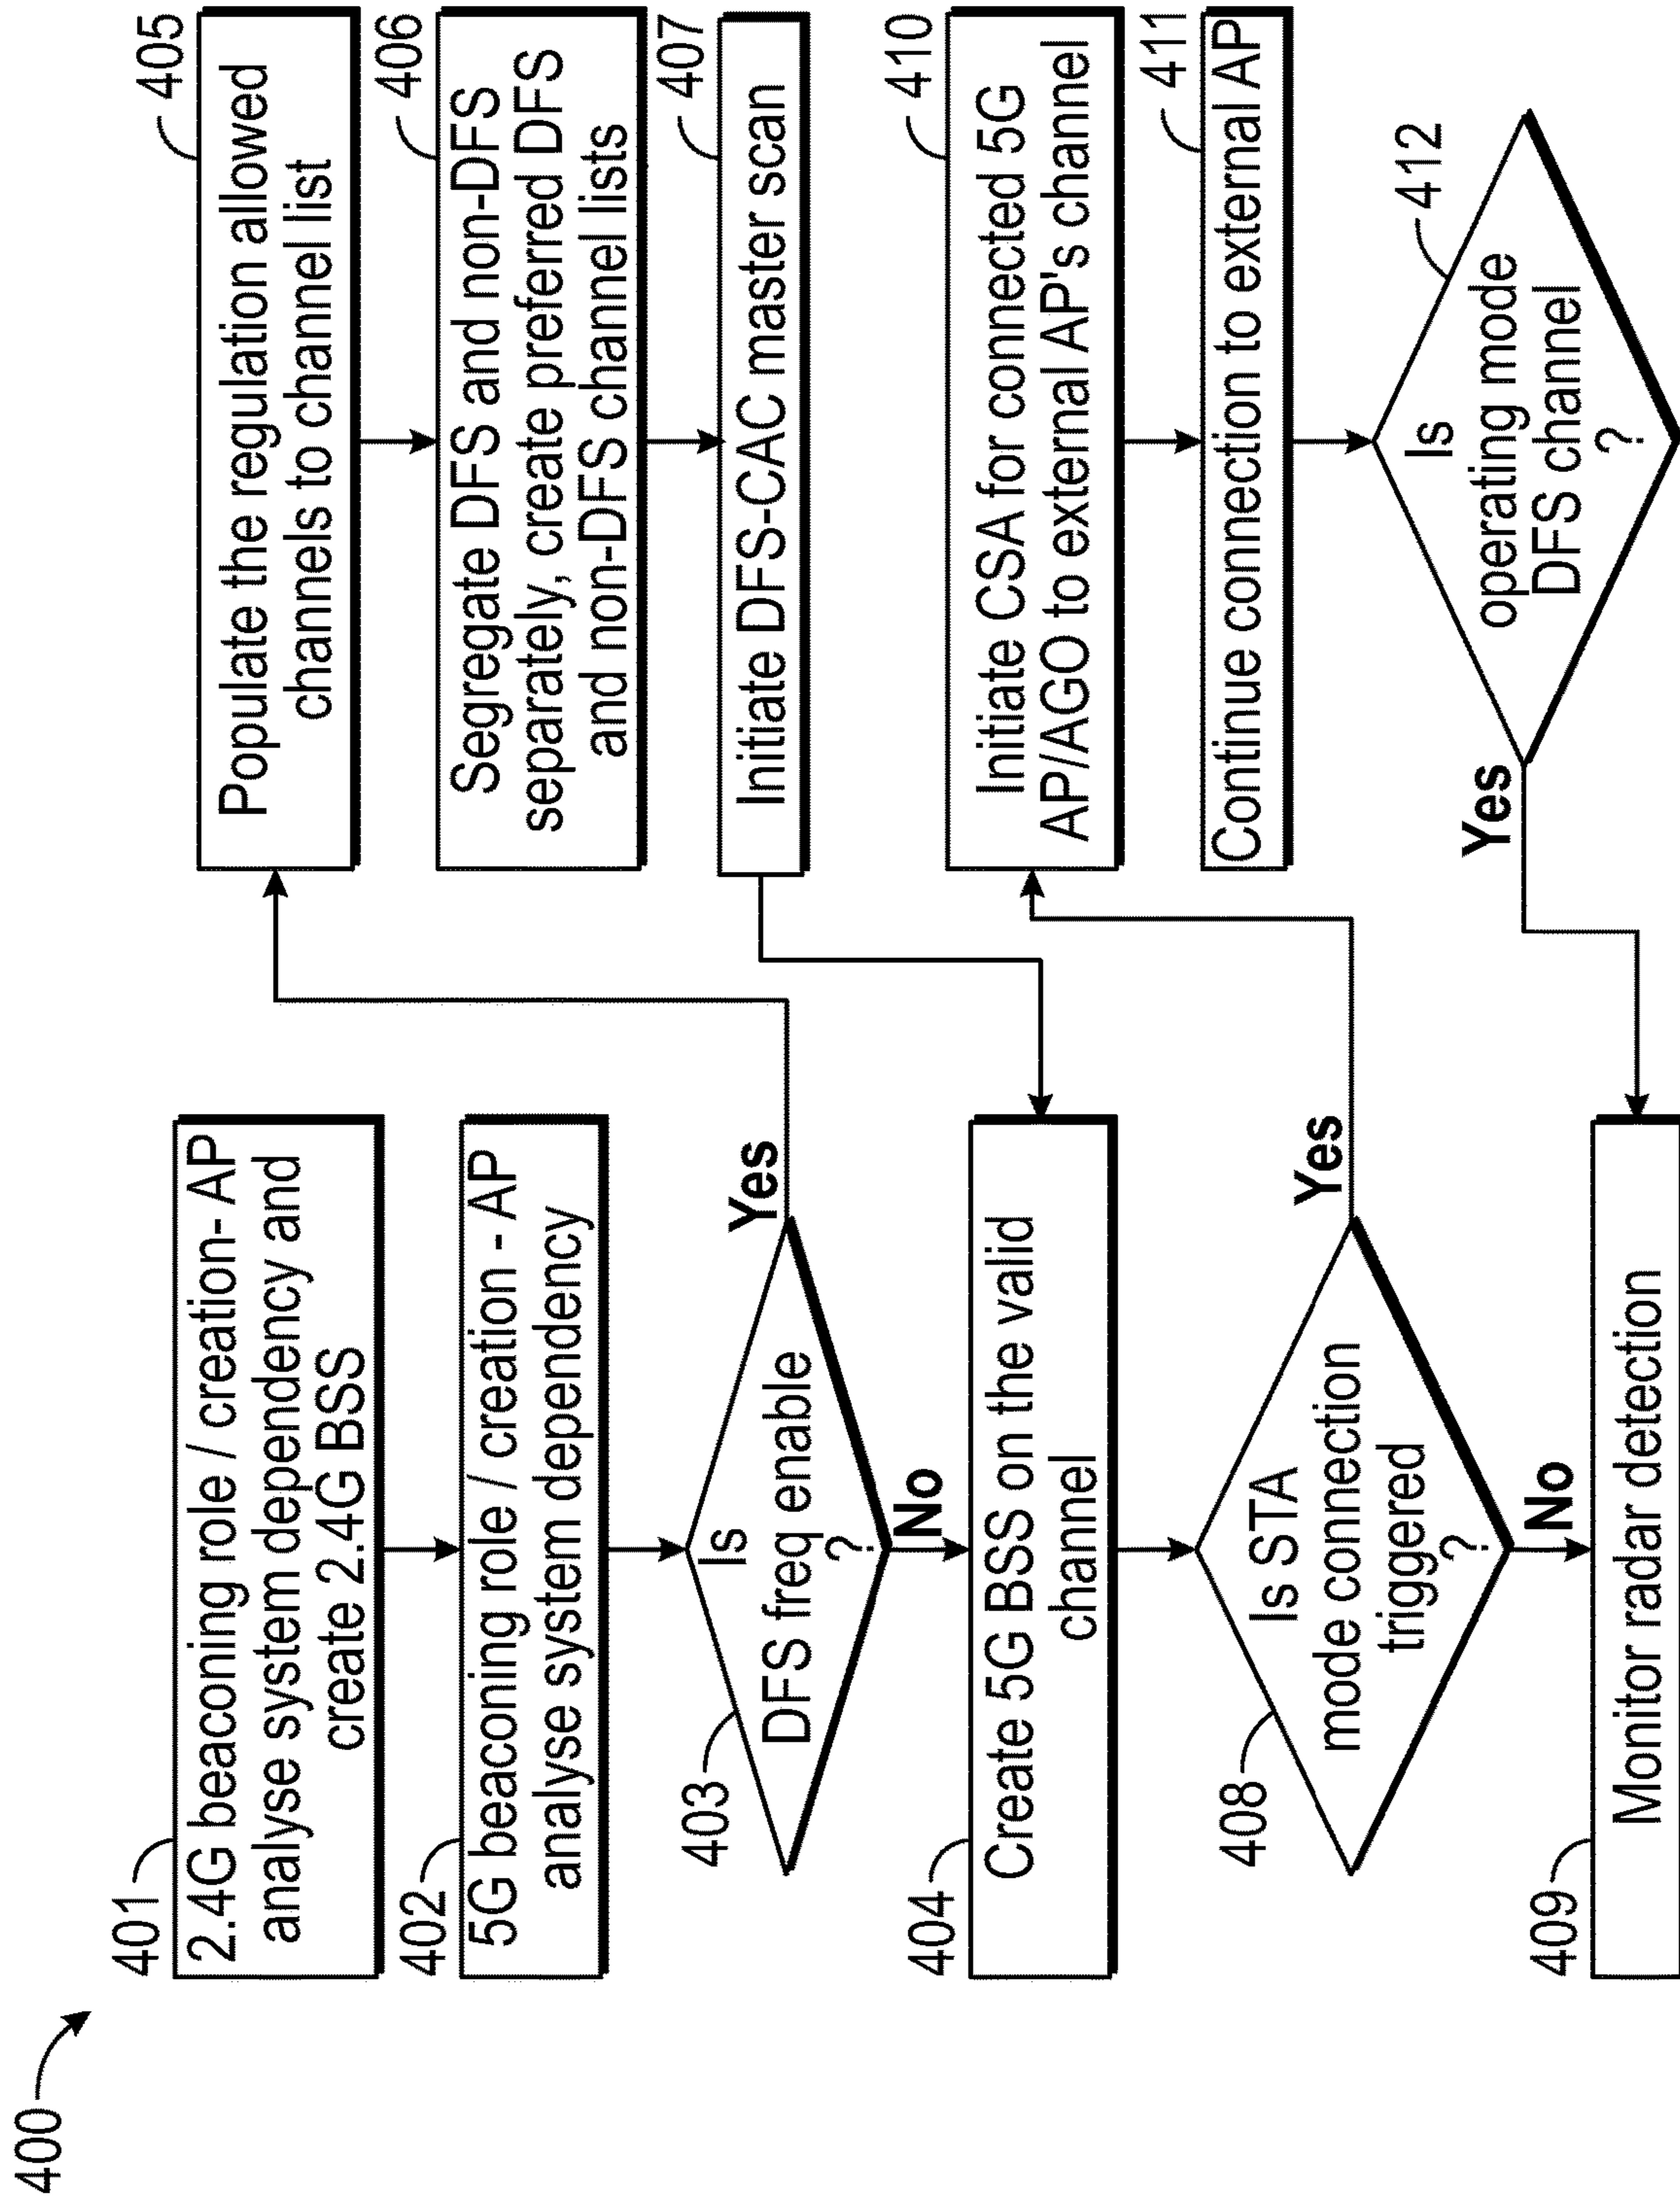 400
401
2.4G beaconing role / creation- AP
analyse system dependency and
create 2.4G BSS
402
5G beaconing role / creation - AP
analyse system dependency
403
Is
DFS freq enable
?
Yes
No
404
Create 5G BSS on the valid
channel
405
Populate the regulation allowed
channels to channel list
406
Segregate DFS and non-DFS
separately, create preferred DFS
and non-DFS channel lists
407
Initiate DFS-CAC master scan
408
Is STA
mode connection
triggered
?
Yes
No
409
Monitor radar detection
410
Initiate CSA for connected 5G
AP/AGO to external AP's channel
411
Continue connection to external AP
412
Is
operating mode
DFS channel
?
Yes